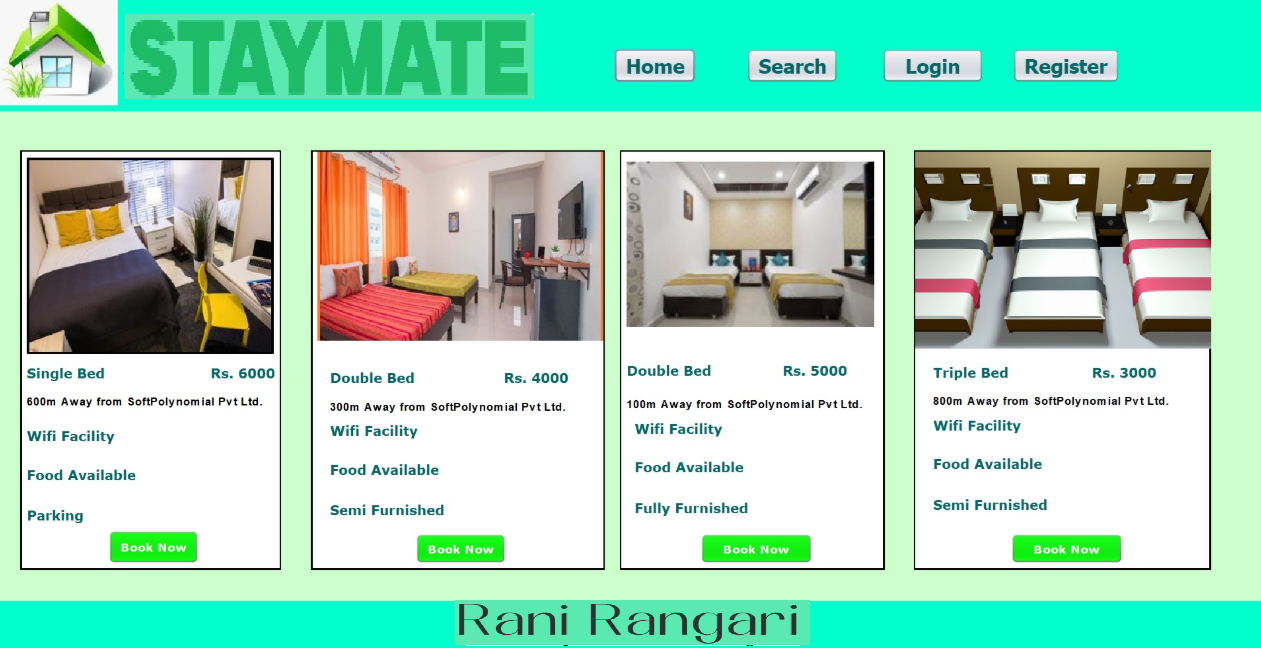 STAYMATE
Home Search Login Register
Single Bed Rs. 6000
600m Away from SoftPolynomial Pvt Ltd.
Wifi Facility
Food Available
Parking
Book Now
Double Bed Rs. 4000
300m Away from SoftPolynomial Pvt Ltd.
Wifi Facility
Food Available
Semi Furnished
Book Now
Double Bed Rs. 5000
100m Away from SoftPolynomial Pvt Ltd.
Wifi Facility
Food Available
Fully Furnished
Book Now
Triple Bed Rs. 3000
800m Away from SoftPolynomial Pvt Ltd.
Wifi Facility
Food Available
Semi Furnished
Book Now
Rani Rangari